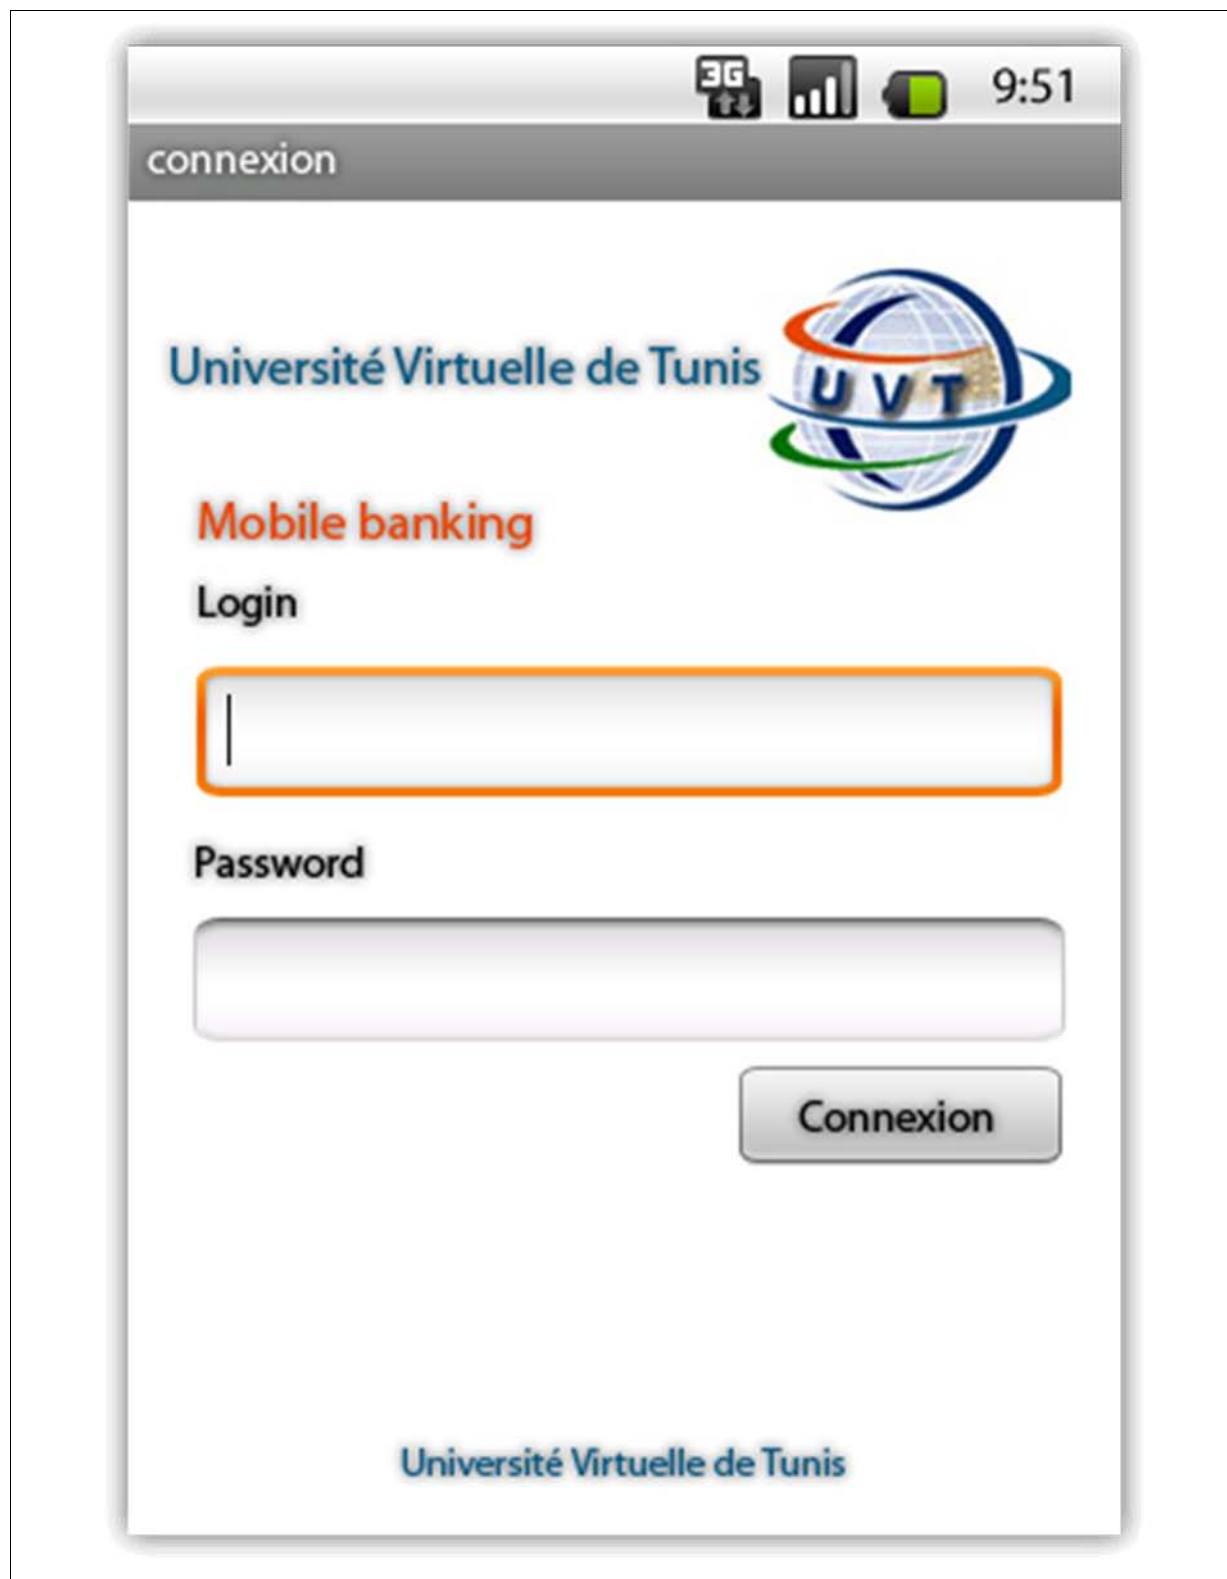 3G 9:51
connexion
Université Virtuelle de Tunis
UVT
Mobile banking
Login
Password
Connexion
Université Virtuelle de Tunis